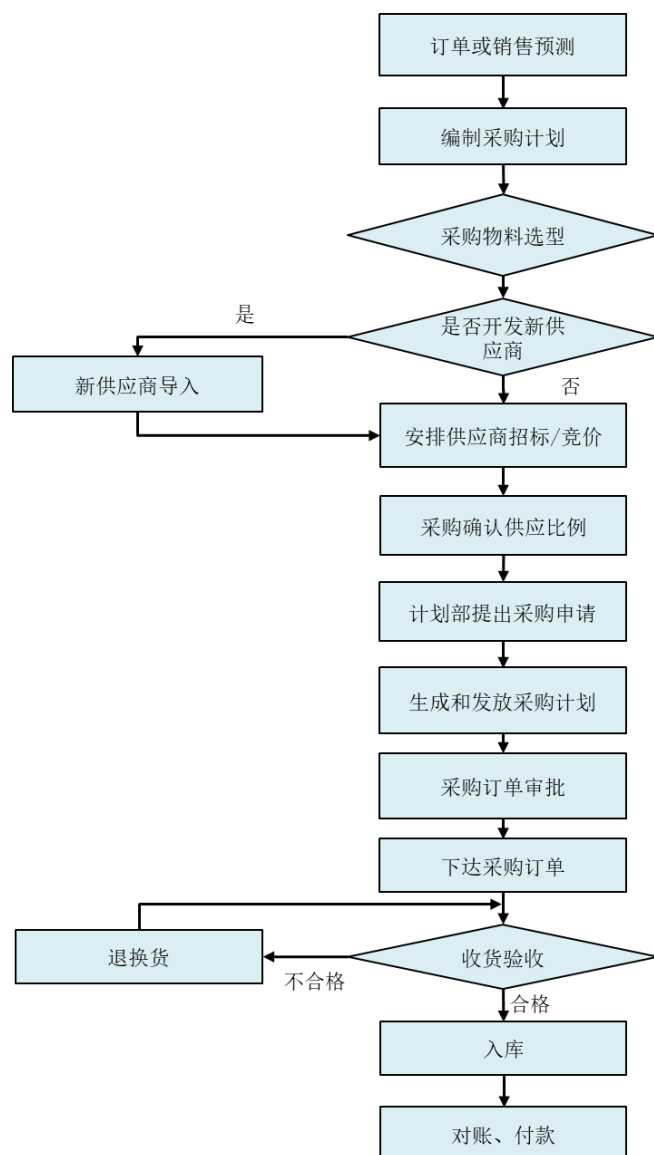 订单或销售预测
编制采购计划
采购物料选型
是
是否开发新供
应商
新供应商导入
否
安排供应商招标/竞价
采购确认供应比例
计划部提出采购申请
生成和发放采购计划
采购订单审批
下达采购订单
退换货
收货验收
不合格
合格
入库
对账、付款